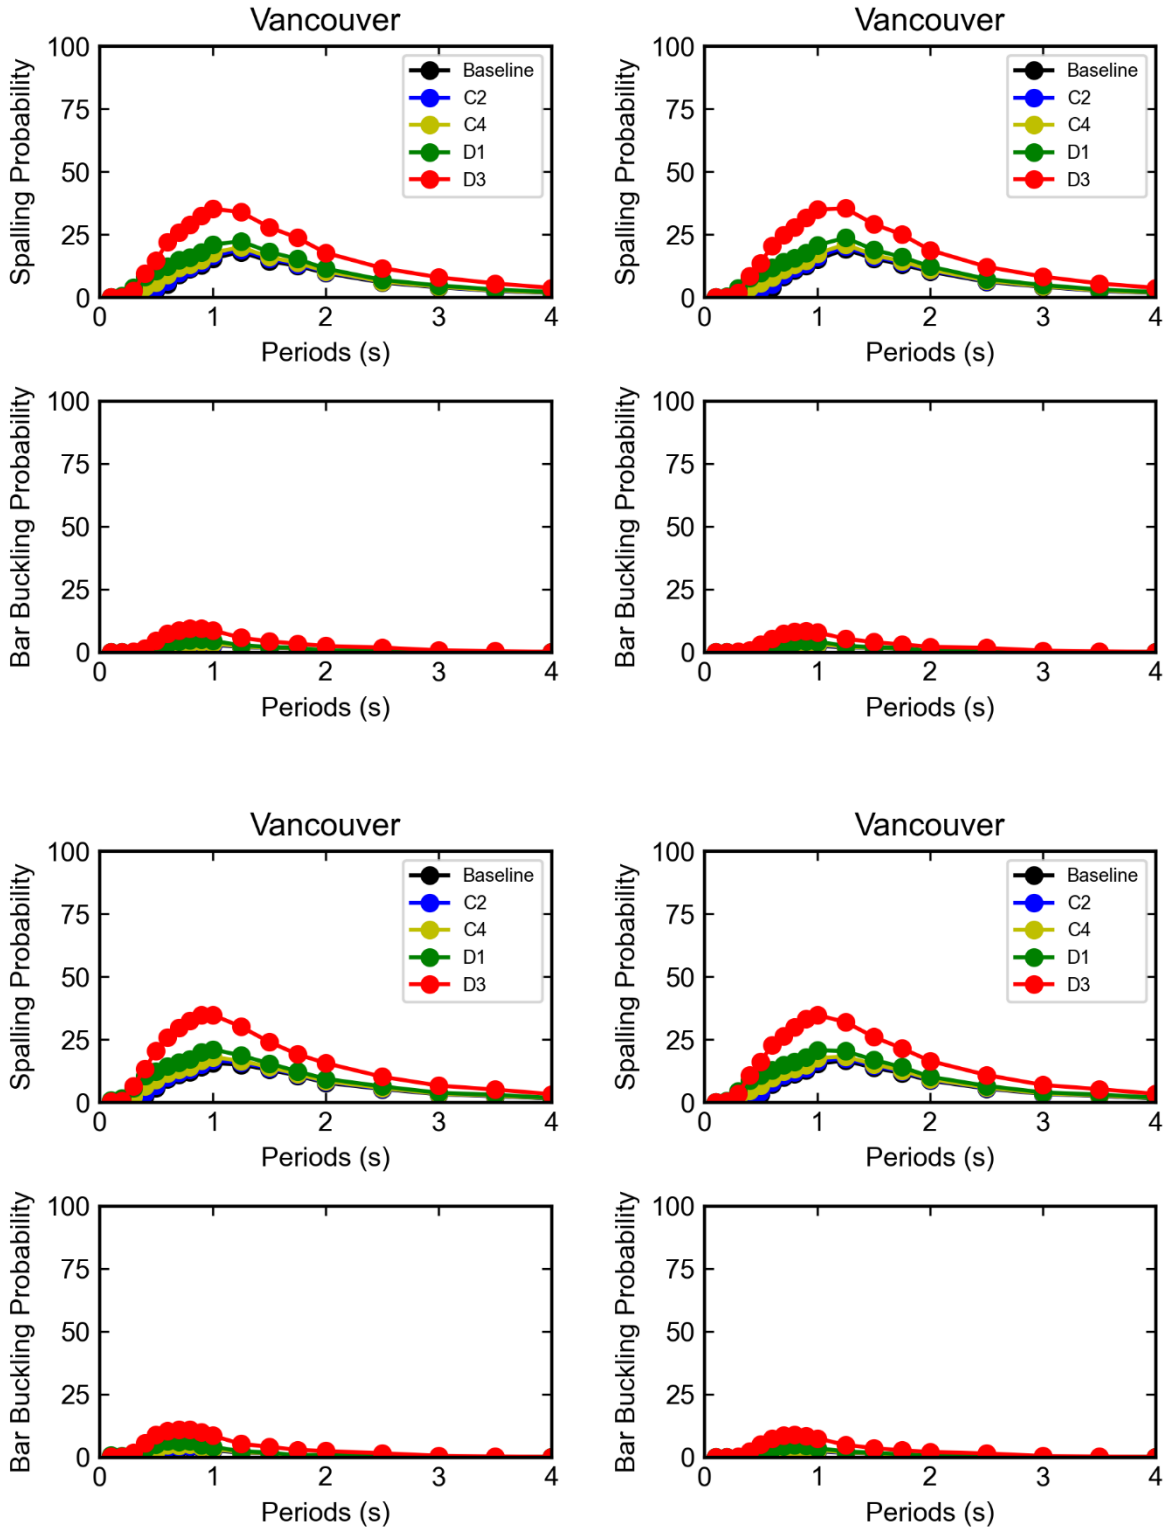 Vancouver
Spalling Probability
100
75
50
25
0
Baseline
C2
C4
D1
D3
0 1 2 3 4
Periods (s)
Vancouver
Spalling Probability
100
75
50
25
0
Baseline
C2
C4
D1
D3
0 1 2 3 4
Periods (s)
Bar Buckling Probability
100
75
50
25
0
0 1 2 3 4
Periods (s)
Bar Buckling Probability
100
75
50
25
0
0 1 2 3 4
Periods (s)
Vancouver
Spalling Probability
100
75
50
25
0
Baseline
C2
C4
D1
D3
0 1 2 3 4
Periods (s)
Vancouver
Spalling Probability
100
75
50
25
0
Baseline
C2
C4
D1
D3
0 1 2 3 4
Periods (s)
Bar Buckling Probability
100
75
50
25
0
0 1 2 3 4
Periods (s)
Bar Buckling Probability
100
75
50
25
0
0 1 2 3 4
Periods (s)